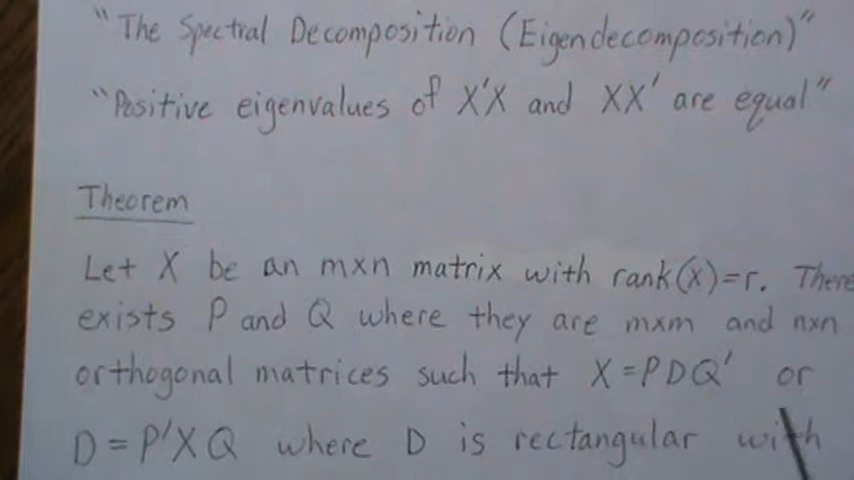 "The Spectral Decomposition (Eigendecomposition)"
"Positive eigenvalues of X'X and XX' are equal"
Theorem
Let X be an mxn matrix with rank(X)=r. There
exists P and Q where they are mxm and nxn
orthogonal matrices such that X=PDQ' or
D=P'XQ where D is rectangular with